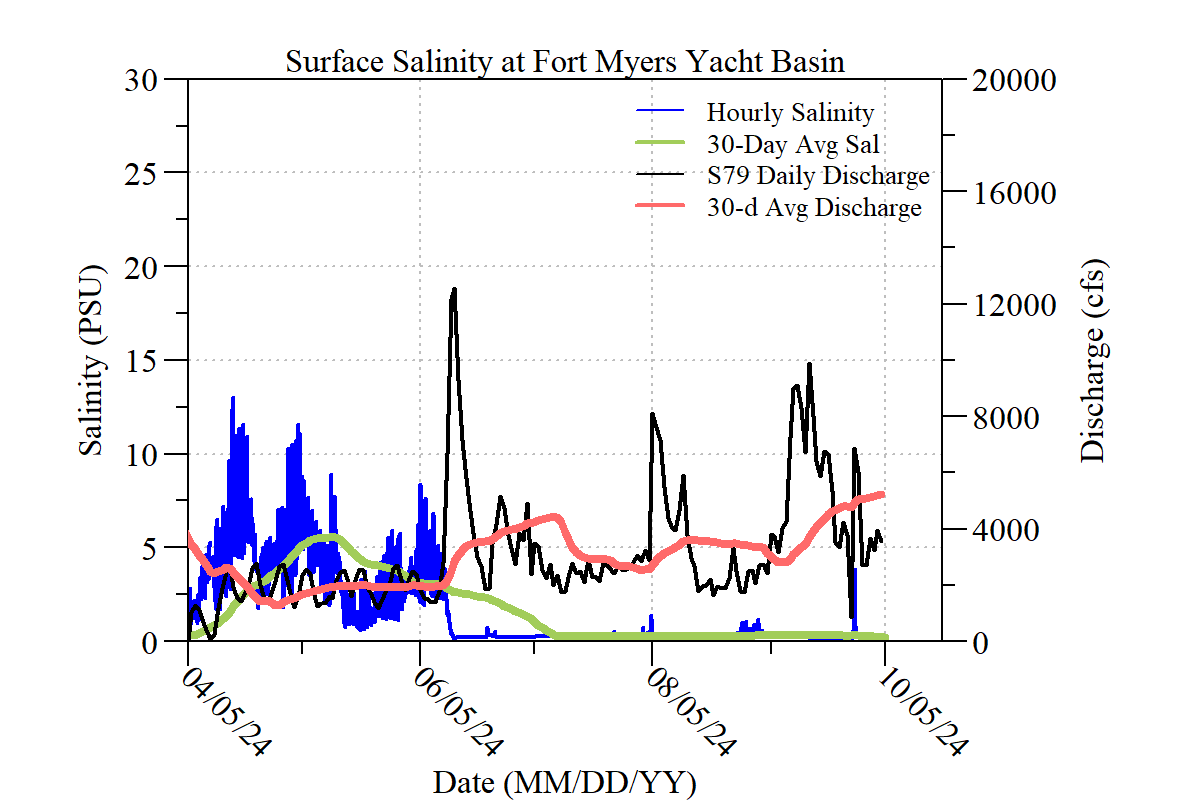 Surface Salinity at Fort Myers Yacht Basin
30
25
20
15
10
5
0
Salinity (PSU)
Hourly Salinity
30-Day Avg Sal
S79 Daily Discharge
30-d Avg Discharge
20000
16000
12000
8000
4000
0
Discharge (cfs)
04/05/24
06/05/24
08/05/24
10/05/24
Date (MM/DD/YY)